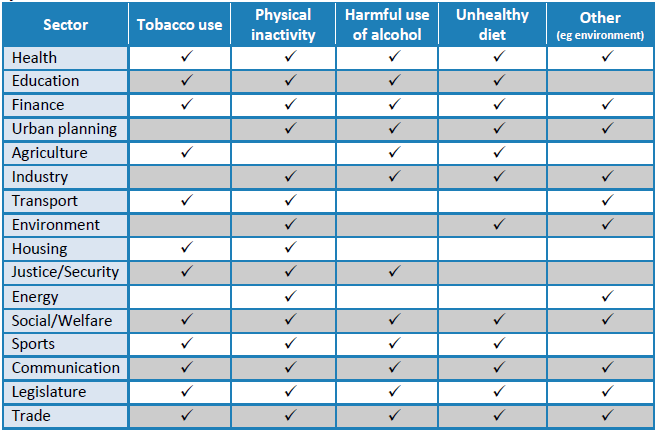 Sector Tobacco use Physical inactivity Harmful use of alcohol Unhealthy diet Other (eg environment)
Health ✓ ✓ ✓ ✓ ✓
Education ✓ ✓ ✓ ✓
Finance ✓ ✓ ✓ ✓ ✓
Urban planning ✓ ✓ ✓ ✓
Agriculture ✓ ✓ ✓
Industry ✓ ✓ ✓ ✓
Transport ✓ ✓ ✓
Environment ✓ ✓ ✓
Housing ✓ ✓
Justice/Security ✓ ✓ ✓
Energy ✓ ✓
Social/Welfare ✓ ✓ ✓ ✓ ✓
Sports ✓ ✓ ✓ ✓
Communication ✓ ✓ ✓ ✓ ✓
Legislature ✓ ✓ ✓ ✓ ✓
Trade ✓ ✓ ✓ ✓ ✓